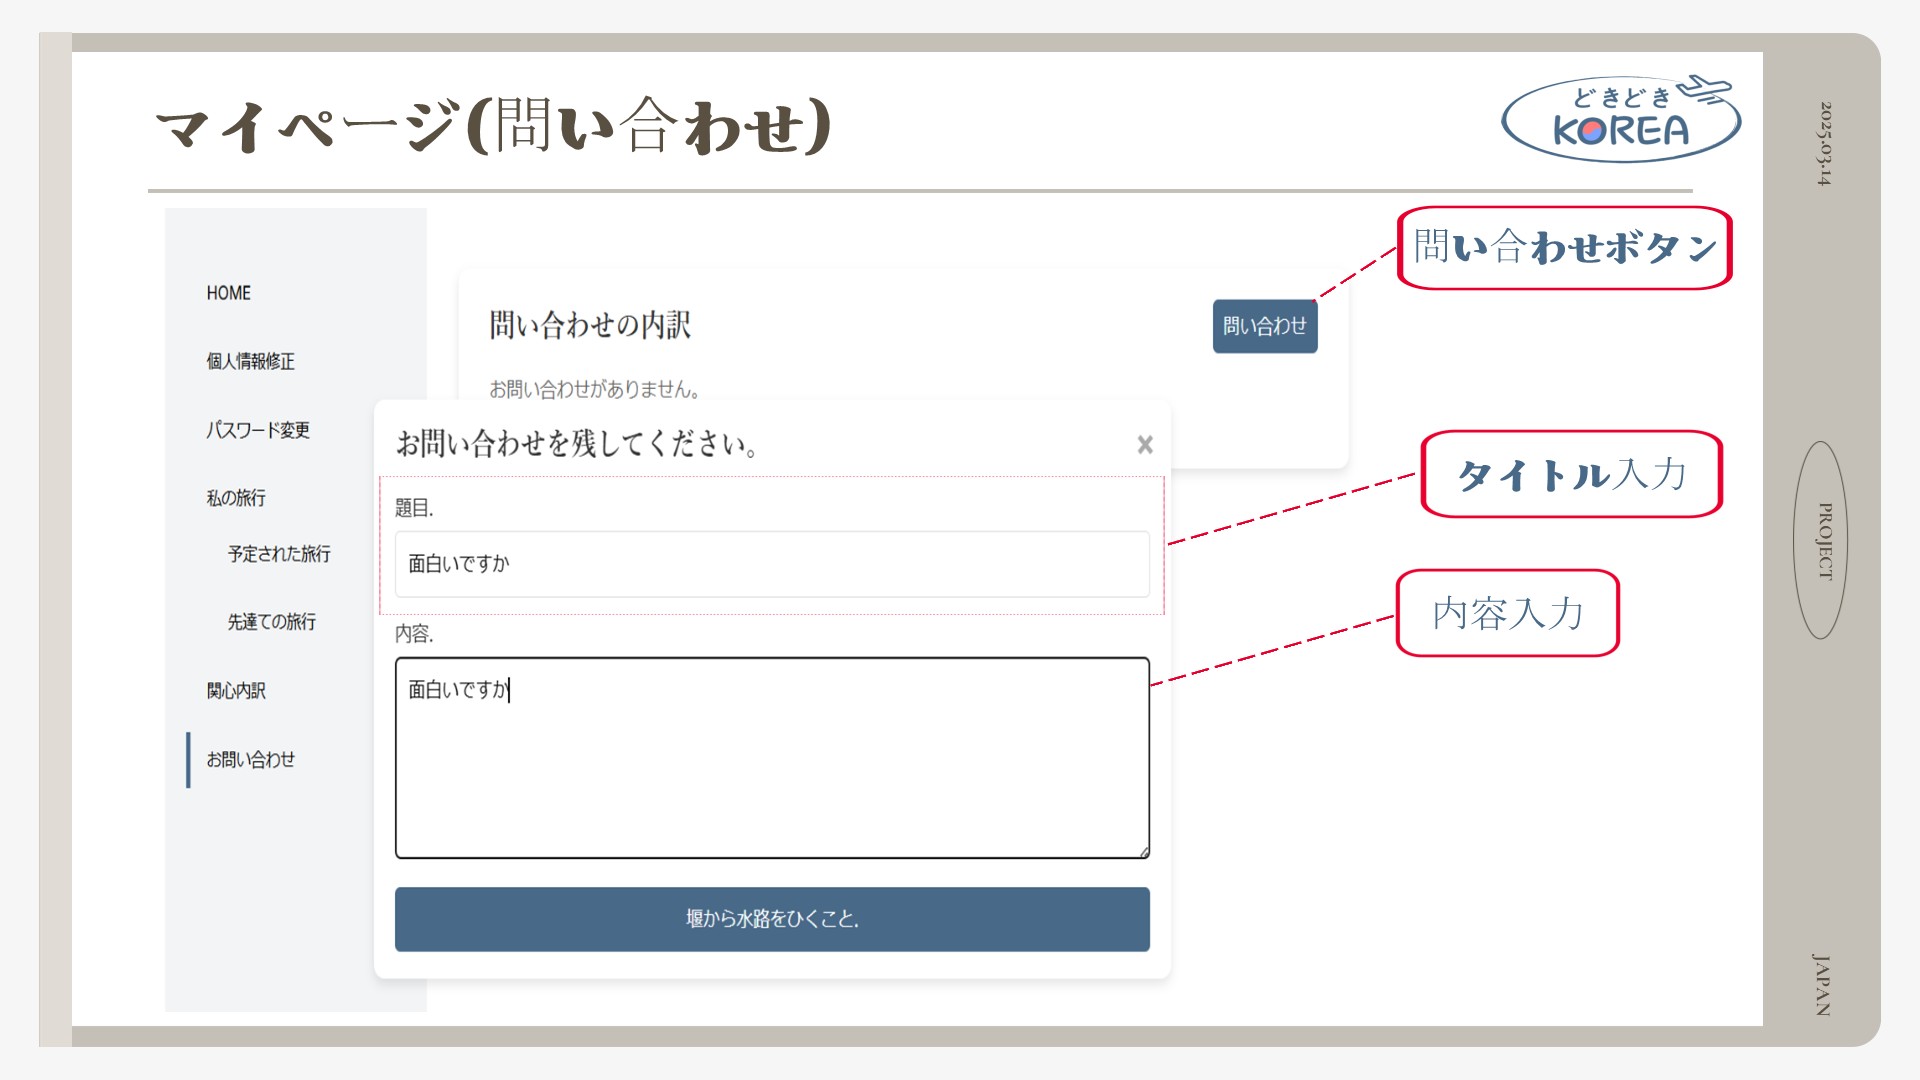 マイページ(問い合わせ)
どきどき
KOREA
2025.03.14
HOME
個人情報修正
パスワード変更
私の旅行
予定された旅行
先達ての旅行
関心内訳
お問い合わせ
問い合わせの内訳
問い合わせ
お問い合わせがありません。
お問い合わせを残してください。
×
題目.
面白いですか
内容.
面白いですか
堰から水路をひくこと.
問い合わせボタン
タイトル入力
内容入力
PROJECT
JAPAN